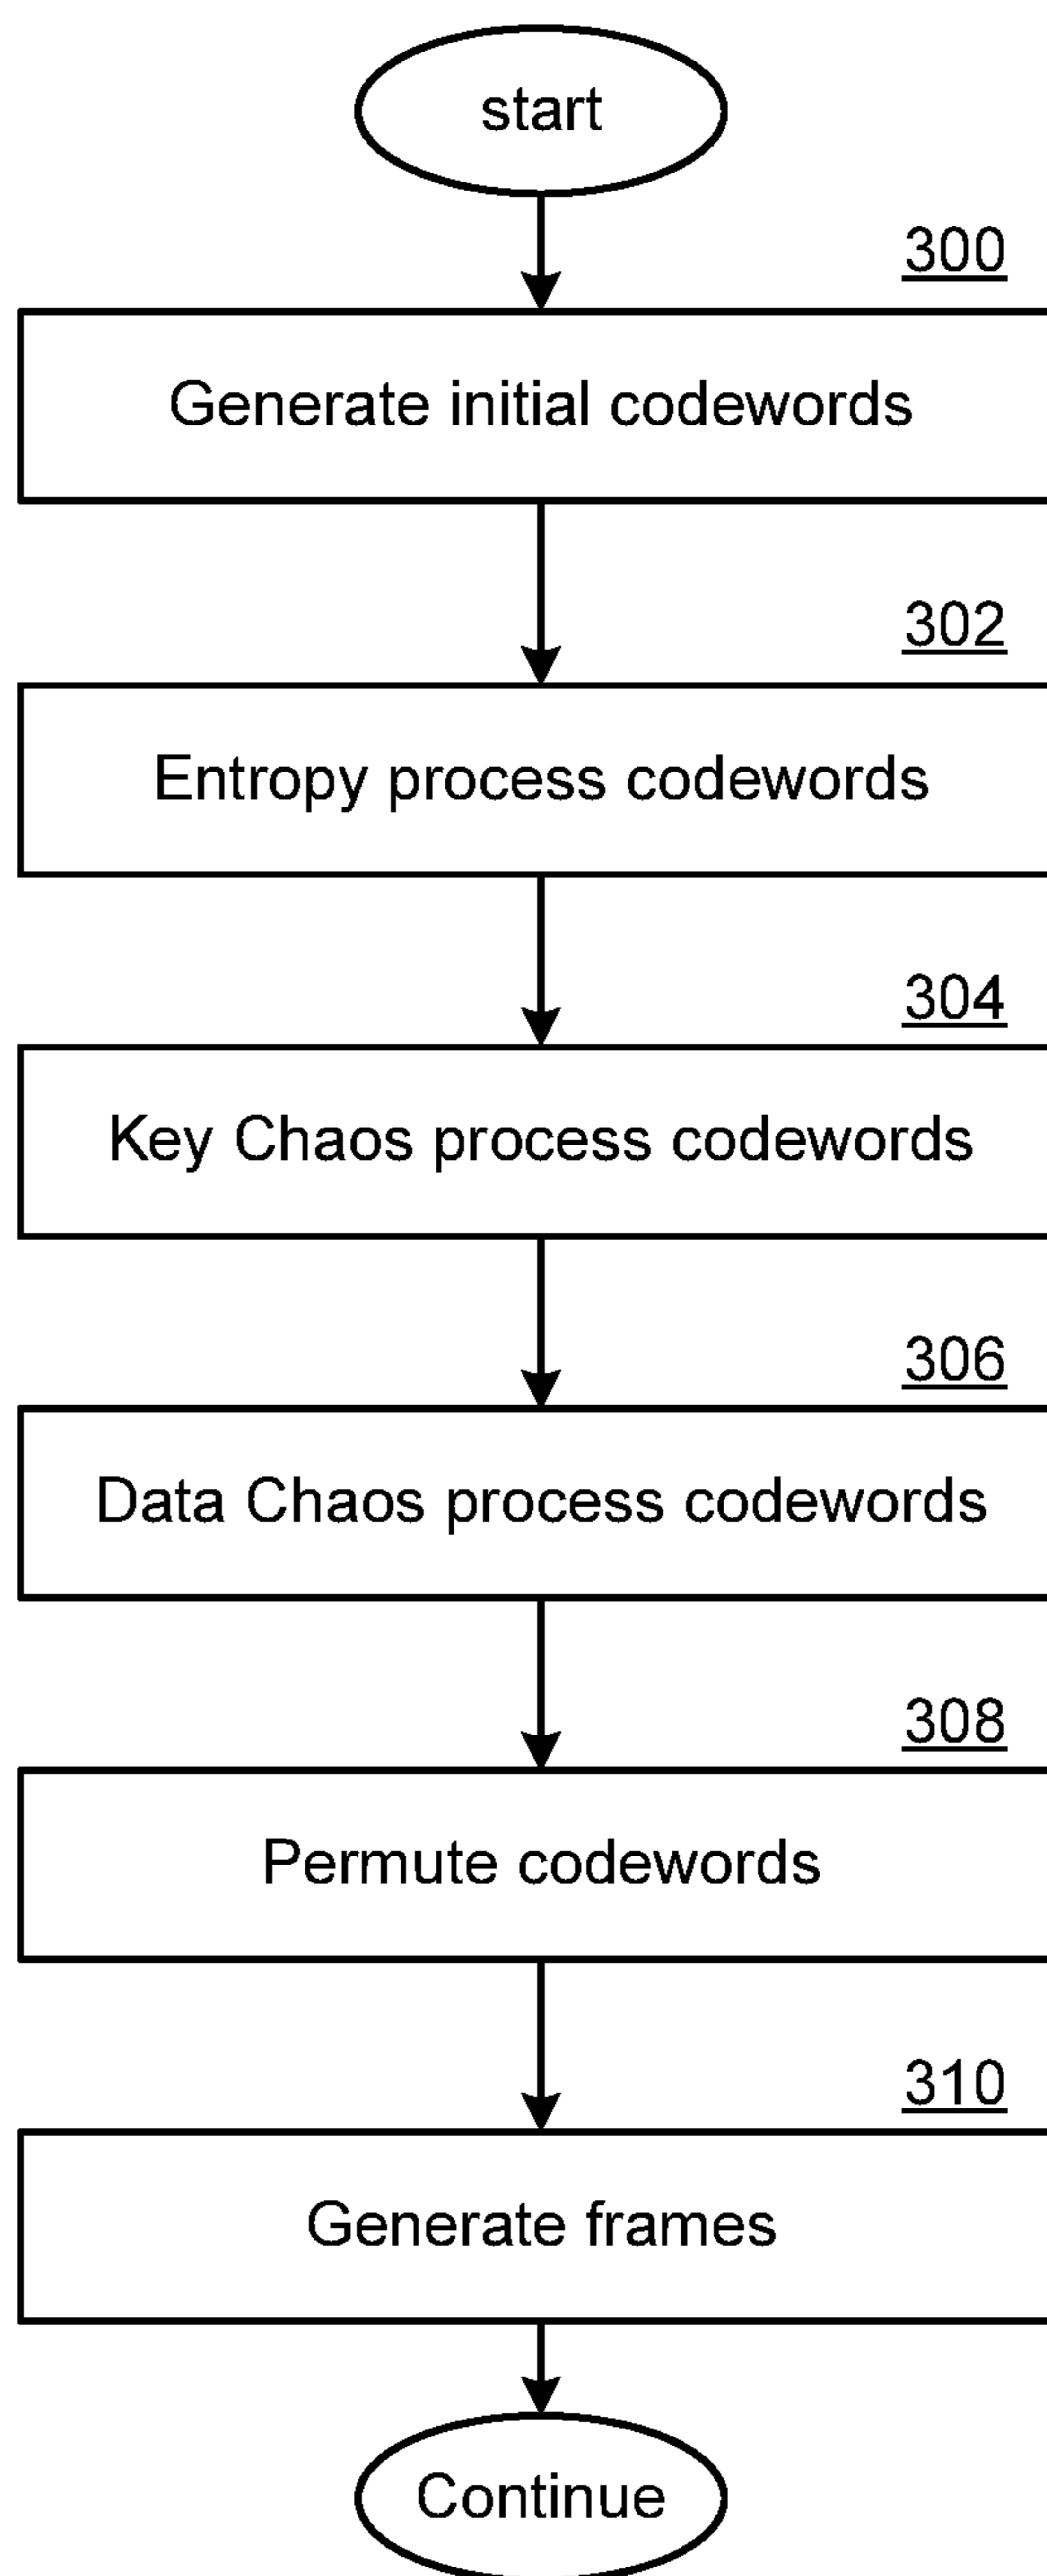 start
300
Generate initial codewords
302
Entropy process codewords
304
Key Chaos process codewords
306
Data Chaos process codewords
308
Permute codewords
310
Generate frames
Continue